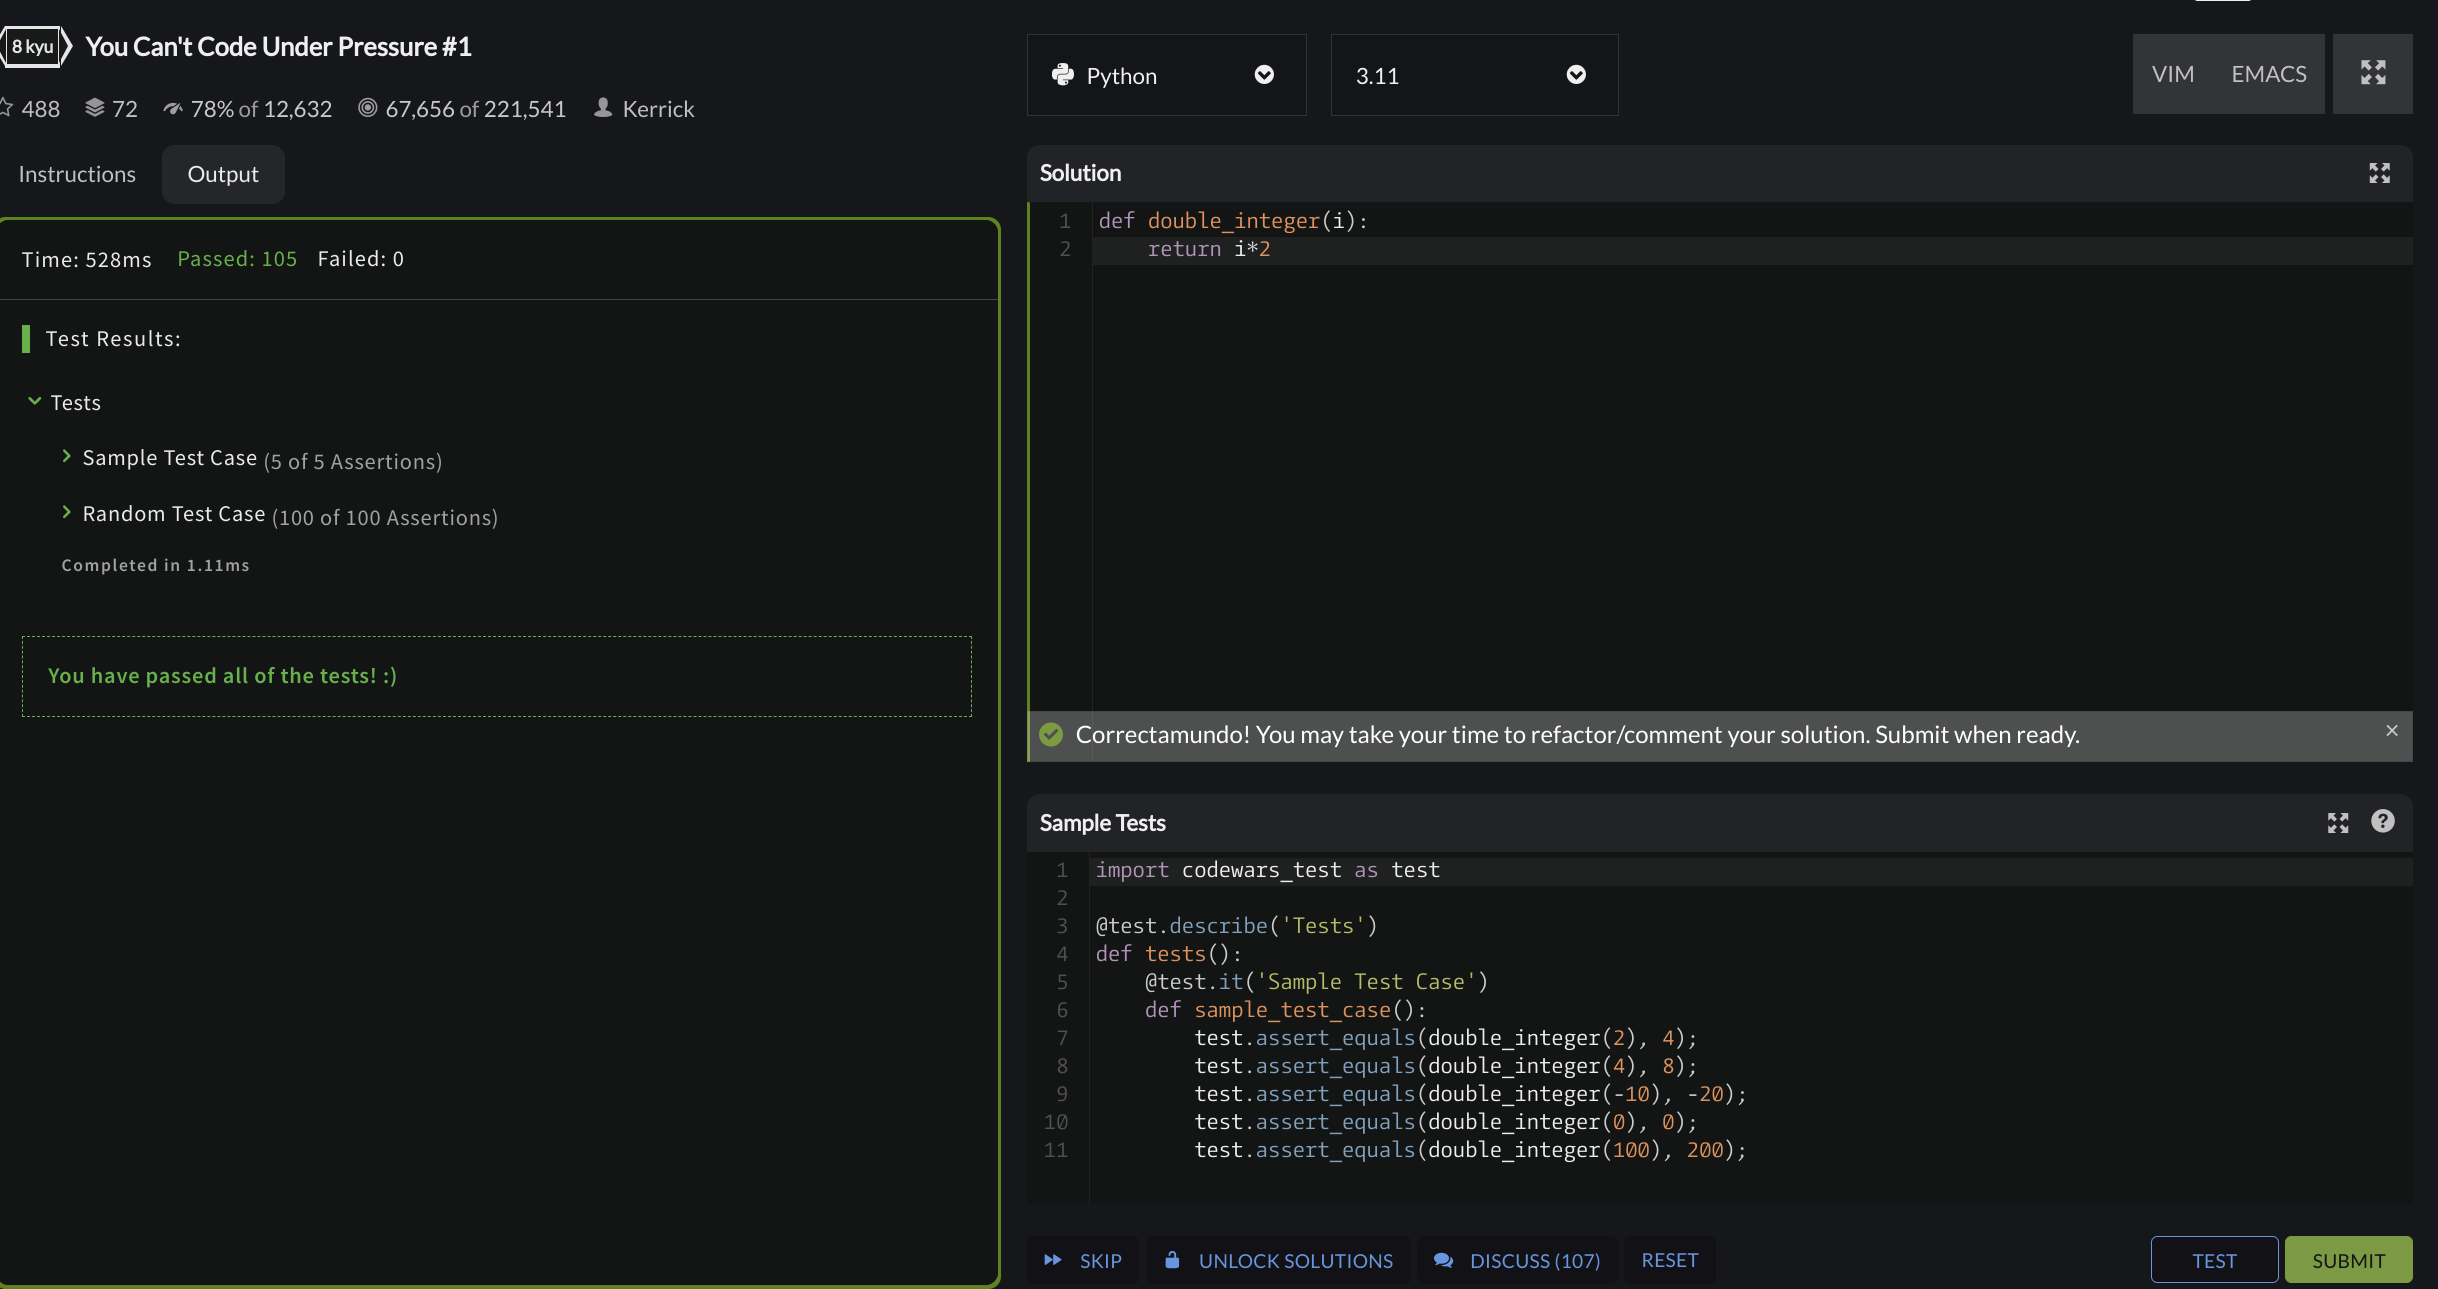 8 kyu You Can't Code Under Pressure #1
488 72 78% of 12,632 67,656 of 221,541 Kerrick
Instructions Output
Time: 528ms Passed: 105 Failed: 0
Test Results:
Tests
Sample Test Case (5 of 5 Assertions)
Random Test Case (100 of 100 Assertions)
Completed in 1.11ms
You have passed all of the tests! :)
Python 3.11 VIM EMACS
Solution
1 def double_integer(i):
2     return i*2
Correctamundo! You may take your time to refactor/comment your solution. Submit when ready. ×
Sample Tests ?
1 import codewars_test as test
2
3 @test.describe('Tests')
4 def tests():
5     @test.it('Sample Test Case')
6     def sample_test_case():
7         test.assert_equals(double_integer(2), 4);
8         test.assert_equals(double_integer(4), 8);
9         test.assert_equals(double_integer(-10), -20);
10         test.assert_equals(double_integer(0), 0);
11         test.assert_equals(double_integer(100), 200);
SKIP UNLOCK SOLUTIONS DISCUSS (107) RESET TEST SUBMIT